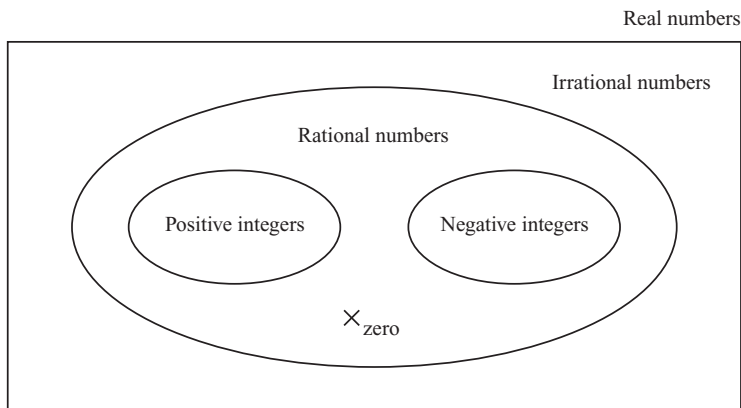 Real numbers
Irrational numbers
Rational numbers
Positive integers
Negative integers
zero